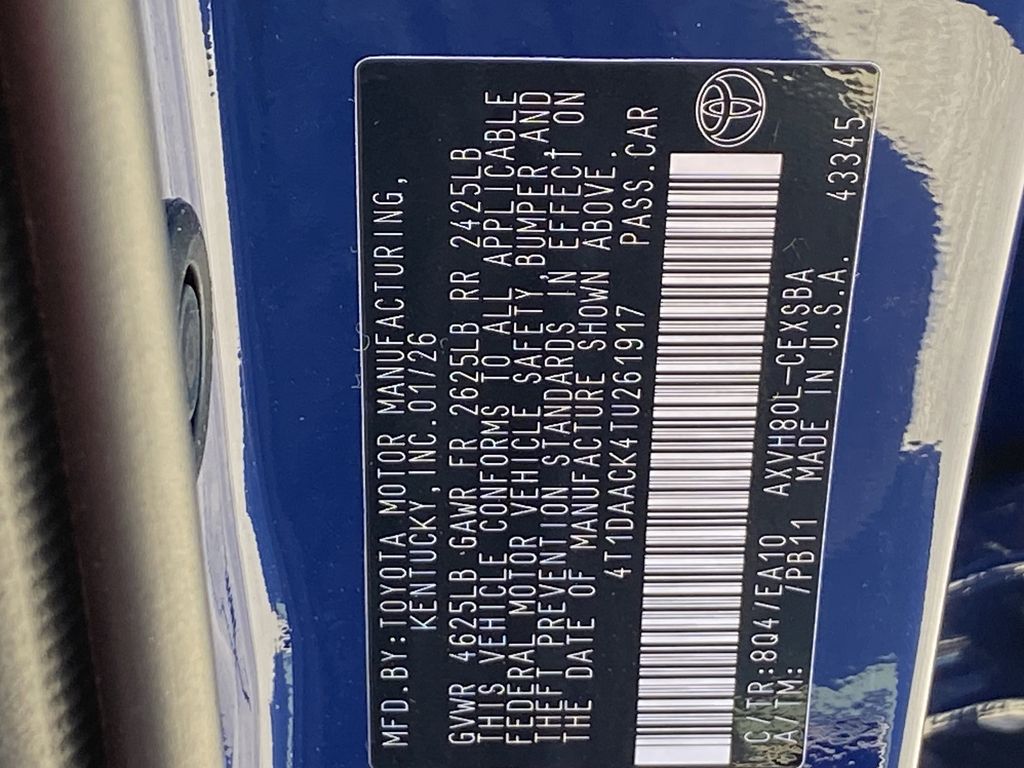 MFD.BY:TOYOTA MOTOR MANUFACTURING,
KENTUCKY,INC.01/26
GVWR 4625LB GAWR FR 2625LB RR 2425LB
THIS VEHICLE CONFORMS TO ALL APPLICABLE
FEDERAL MOTOR VEHICLE SAFETY,BUMPER,AND
THEFT PREVENTION STANDARDS IN EFFECT ON
THE DATE OF MANUFACTURE SHOWN ABOVE.
4T1DAACK4TU261917 PASS.CAR
C/TR:8Q4/EA10 AXVH80L-CEXSBA
A/TM: /PB11 MADE IN U.S.A. 43345